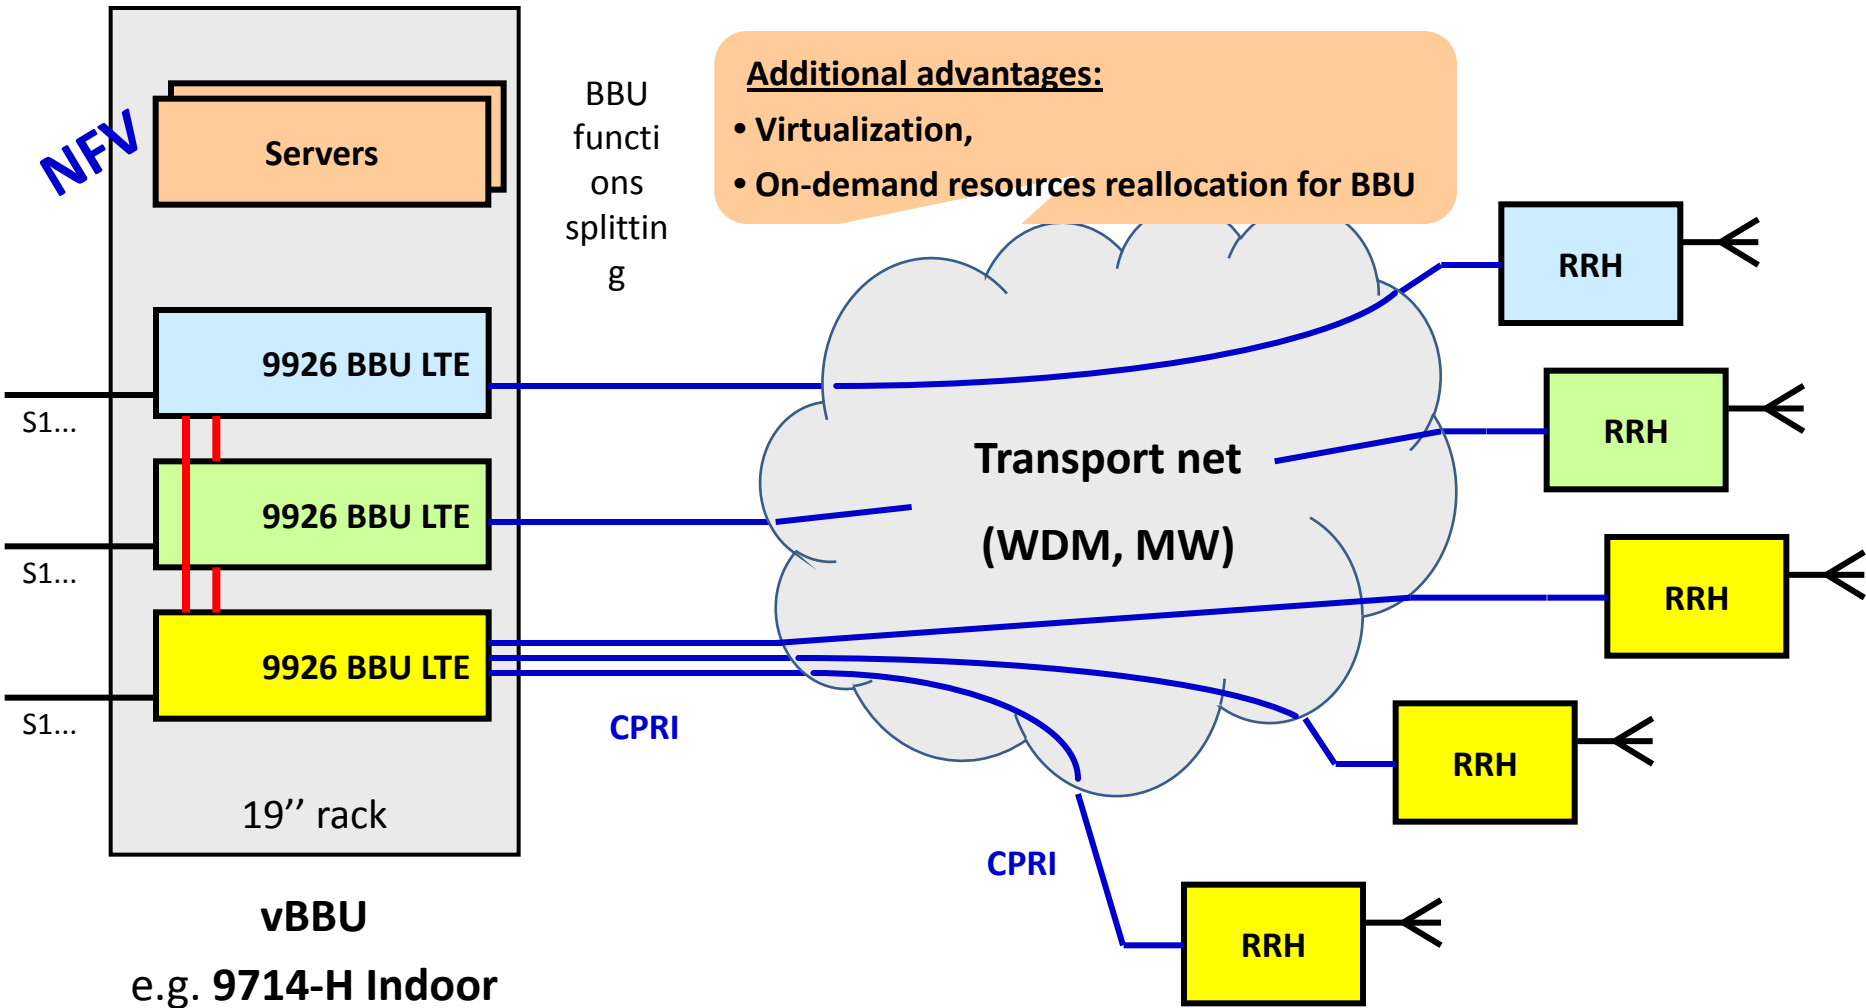 NFV
Servers
BBU
functi
ons
splittin
g
Additional advantages:
• Virtualization,
• On-demand resources reallocation for BBU
RRH
9926 BBU LTE
S1...
RRH
Transport net
(WDM, MW)
9926 BBU LTE
S1...
RRH
9926 BBU LTE
S1...
CPRI
RRH
19’’ rack
CPRI
RRH
vBBU
e.g. 9714-H Indoor